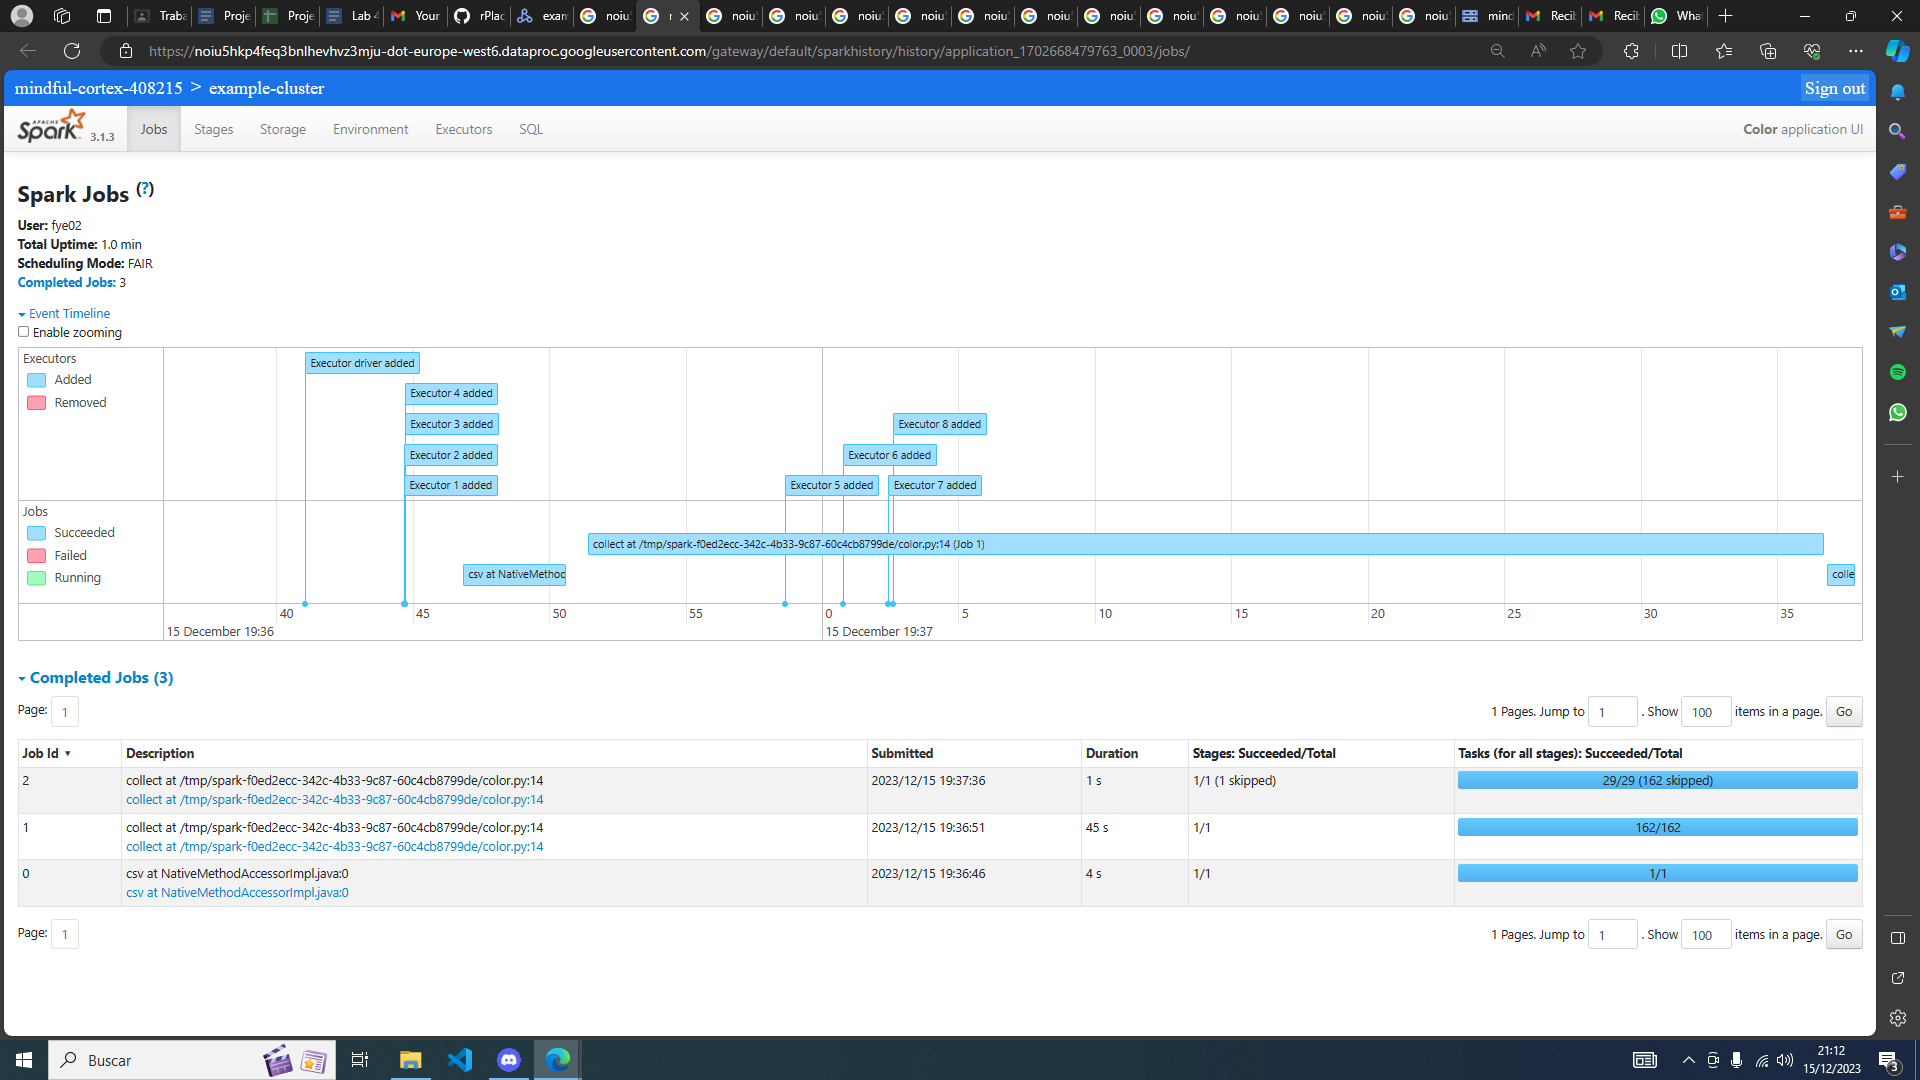 Traba
Proje
Proje
Lab 4
Your
rPlac
exam
noiu
noiu
noiu
noiu
noiu
noiu
noiu
noiu
noiu
noiu
noiu
noiu
mind
Recib
Recib
What
https://noiu5hkp4feq3bnlhevhvz3mju-dot-europe-west6.dataproc.googleusercontent.com/gateway/default/sparkhistory/history/application_1702668479763_0003/jobs/
mindful-cortex-408215 > example-cluster
Sign out
APACHE
Spark 3.1.3
Jobs
Stages
Storage
Environment
Executors
SQL
Color application UI
Spark Jobs (?)
User: fye02
Total Uptime: 1.0 min
Scheduling Mode: FAIR
Completed Jobs: 3
Event Timeline
Enable zooming
Executors
Added
Removed
Executor driver added
Executor 4 added
Executor 3 added
Executor 8 added
Executor 2 added
Executor 6 added
Executor 1 added
Executor 5 added
Executor 7 added
Jobs
Succeeded
Failed
Running
collect at /tmp/spark-f0ed2ecc-342c-4b33-9c87-60c4cb8799de/color.py:14 (Job 1)
csv at NativeMethod
colle
40 45 50 55 0 5 10 15 20 25 30 35
15 December 19:36
15 December 19:37
Completed Jobs (3)
Page: 1
1 Pages. Jump to 1 . Show 100 items in a page. Go
Job Id ▾ Description Submitted Duration Stages: Succeeded/Total Tasks (for all stages): Succeeded/Total
2 collect at /tmp/spark-f0ed2ecc-342c-4b33-9c87-60c4cb8799de/color.py:14 2023/12/15 19:37:36 1 s 1/1 (1 skipped) 29/29 (162 skipped)
collect at /tmp/spark-f0ed2ecc-342c-4b33-9c87-60c4cb8799de/color.py:14
1 collect at /tmp/spark-f0ed2ecc-342c-4b33-9c87-60c4cb8799de/color.py:14 2023/12/15 19:36:51 45 s 1/1 162/162
collect at /tmp/spark-f0ed2ecc-342c-4b33-9c87-60c4cb8799de/color.py:14
0 csv at NativeMethodAccessorImpl.java:0 2023/12/15 19:36:46 4 s 1/1 1/1
csv at NativeMethodAccessorImpl.java:0
Page: 1
1 Pages. Jump to 1 . Show 100 items in a page. Go
Buscar
21:12
15/12/2023
3